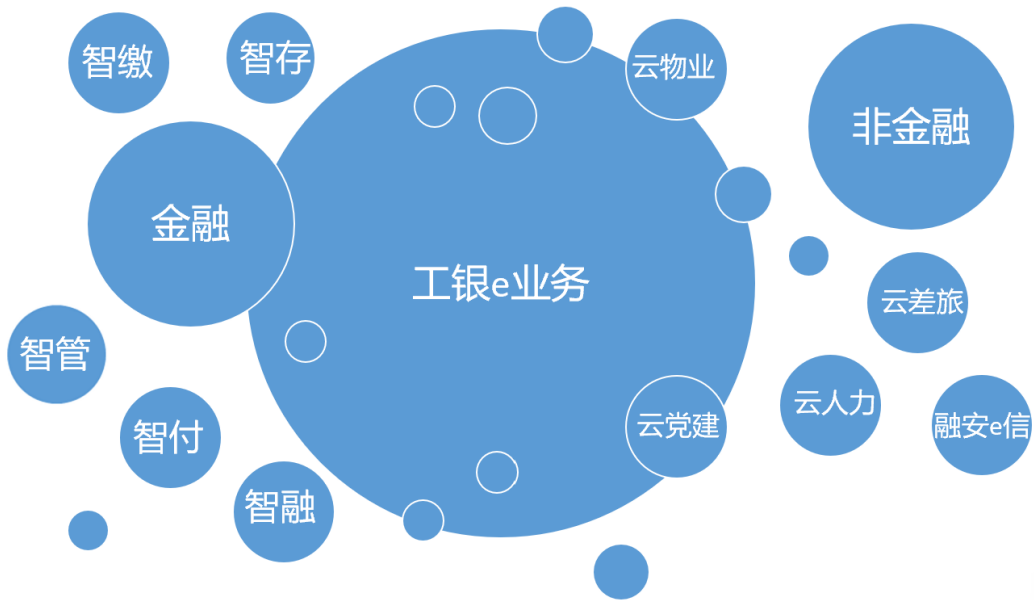 智缴
智存
云物业
非金融
金融
工银e业务
云差旅
智管
云人力
智付
云党建
融安e信
智融